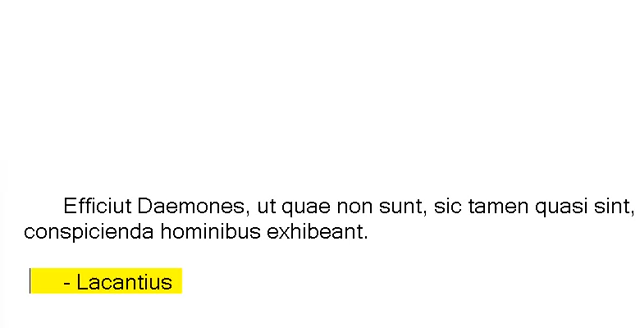 Efficiut Daemones, ut quae non sunt, sic tamen quasi sint,
conspicienda hominibus exhibeant.
- Lacantius